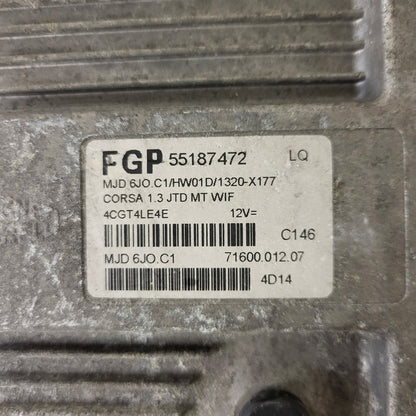 FGP 55187472 LQ
MJD 6JO.C1/HW01D/1320-X177
CORSA 1.3 JTD MT WIF
4CGT4LE4E 12V=
C146
MJD 6JO.C1 71600.012.07
4D14